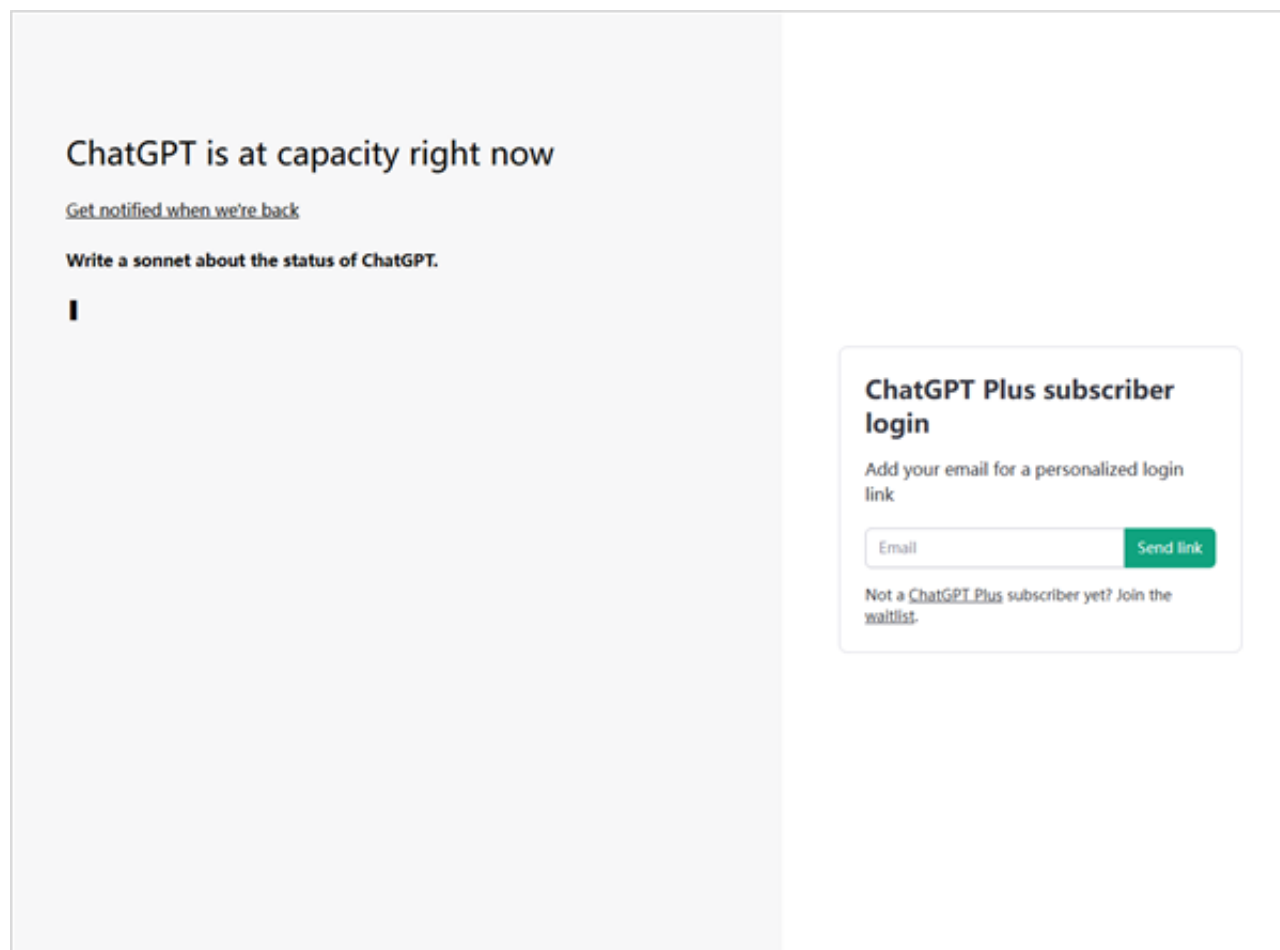 ChatGPT is at capacity right now
Get notified when we're back
Write a sonnet about the status of ChatGPT.
ChatGPT Plus subscriber
login
Add your email for a personalized login
link
Email
Send link
Not a ChatGPT Plus subscriber yet? Join the
waitlist.